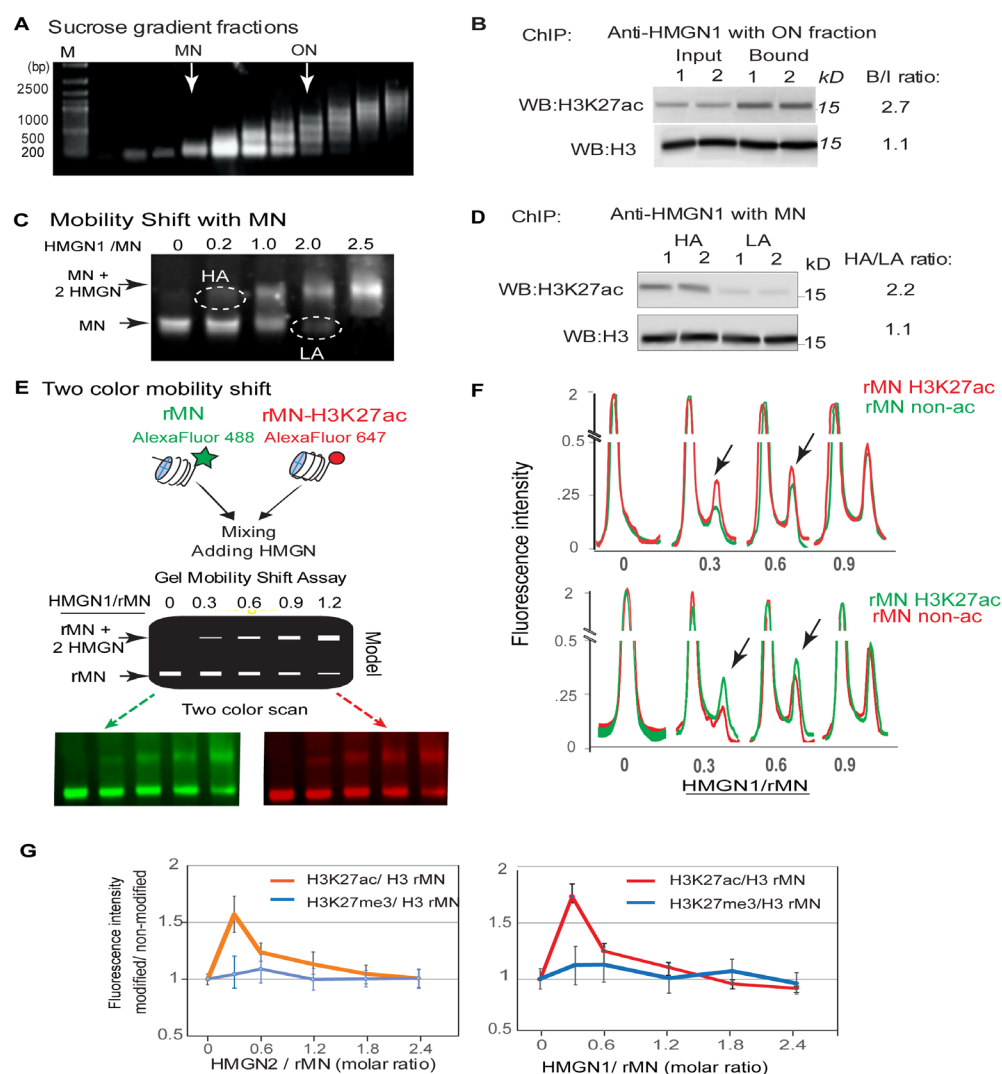 A Sucrose gradient fractions
M MN ON
(bp)
2500
1000
500
200
B ChIP: Anti-HMGN1 with ON fraction
Input Bound
1 2 1 2 kD B/I ratio:
WB:H3K27ac 15 2.7
WB:H3 15 1.1
C Mobility Shift with MN
HMGN1 /MN 0 0.2 1.0 2.0 2.5
MN +
2 HMGN
HA
MN
LA
D ChIP: Anti-HMGN1 with MN
HA LA
1 2 1 2 kD HA/LA ratio:
WB:H3K27ac 15 2.2
WB:H3 15 1.1
E Two color mobility shift
rMN rMN-H3K27ac
AlexaFluor 488 AlexaFluor 647
Mixing
Adding HMGN
Gel Mobility Shift Assay
HMGN1/rMN 0 0.3 0.6 0.9 1.2
rMN +
2 HMGN
rMN
Model
Two color scan
F
rMN H3K27ac
rMN non-ac
Fluorescence intensity
2
0.5
.25
0
0 0.3 0.6 0.9
rMN H3K27ac
rMN non-ac
2
0.5
.25
0
0 0.3 0.6 0.9
HMGN1/rMN
G
Fluorescence intensity
modified/ non-modified
2
1.5
1
0.5
H3K27ac/ H3 rMN
H3K27me3/ H3 rMN
0 0.6 1.2 1.8 2.4
HMGN2 / rMN (molar ratio)
2
1.5
1
0.5
H3K27ac/H3 rMN
H3K27me3/H3 rMN
0 0.6 1.2 1.8 2.4
HMGN1/ rMN (molar ratio)